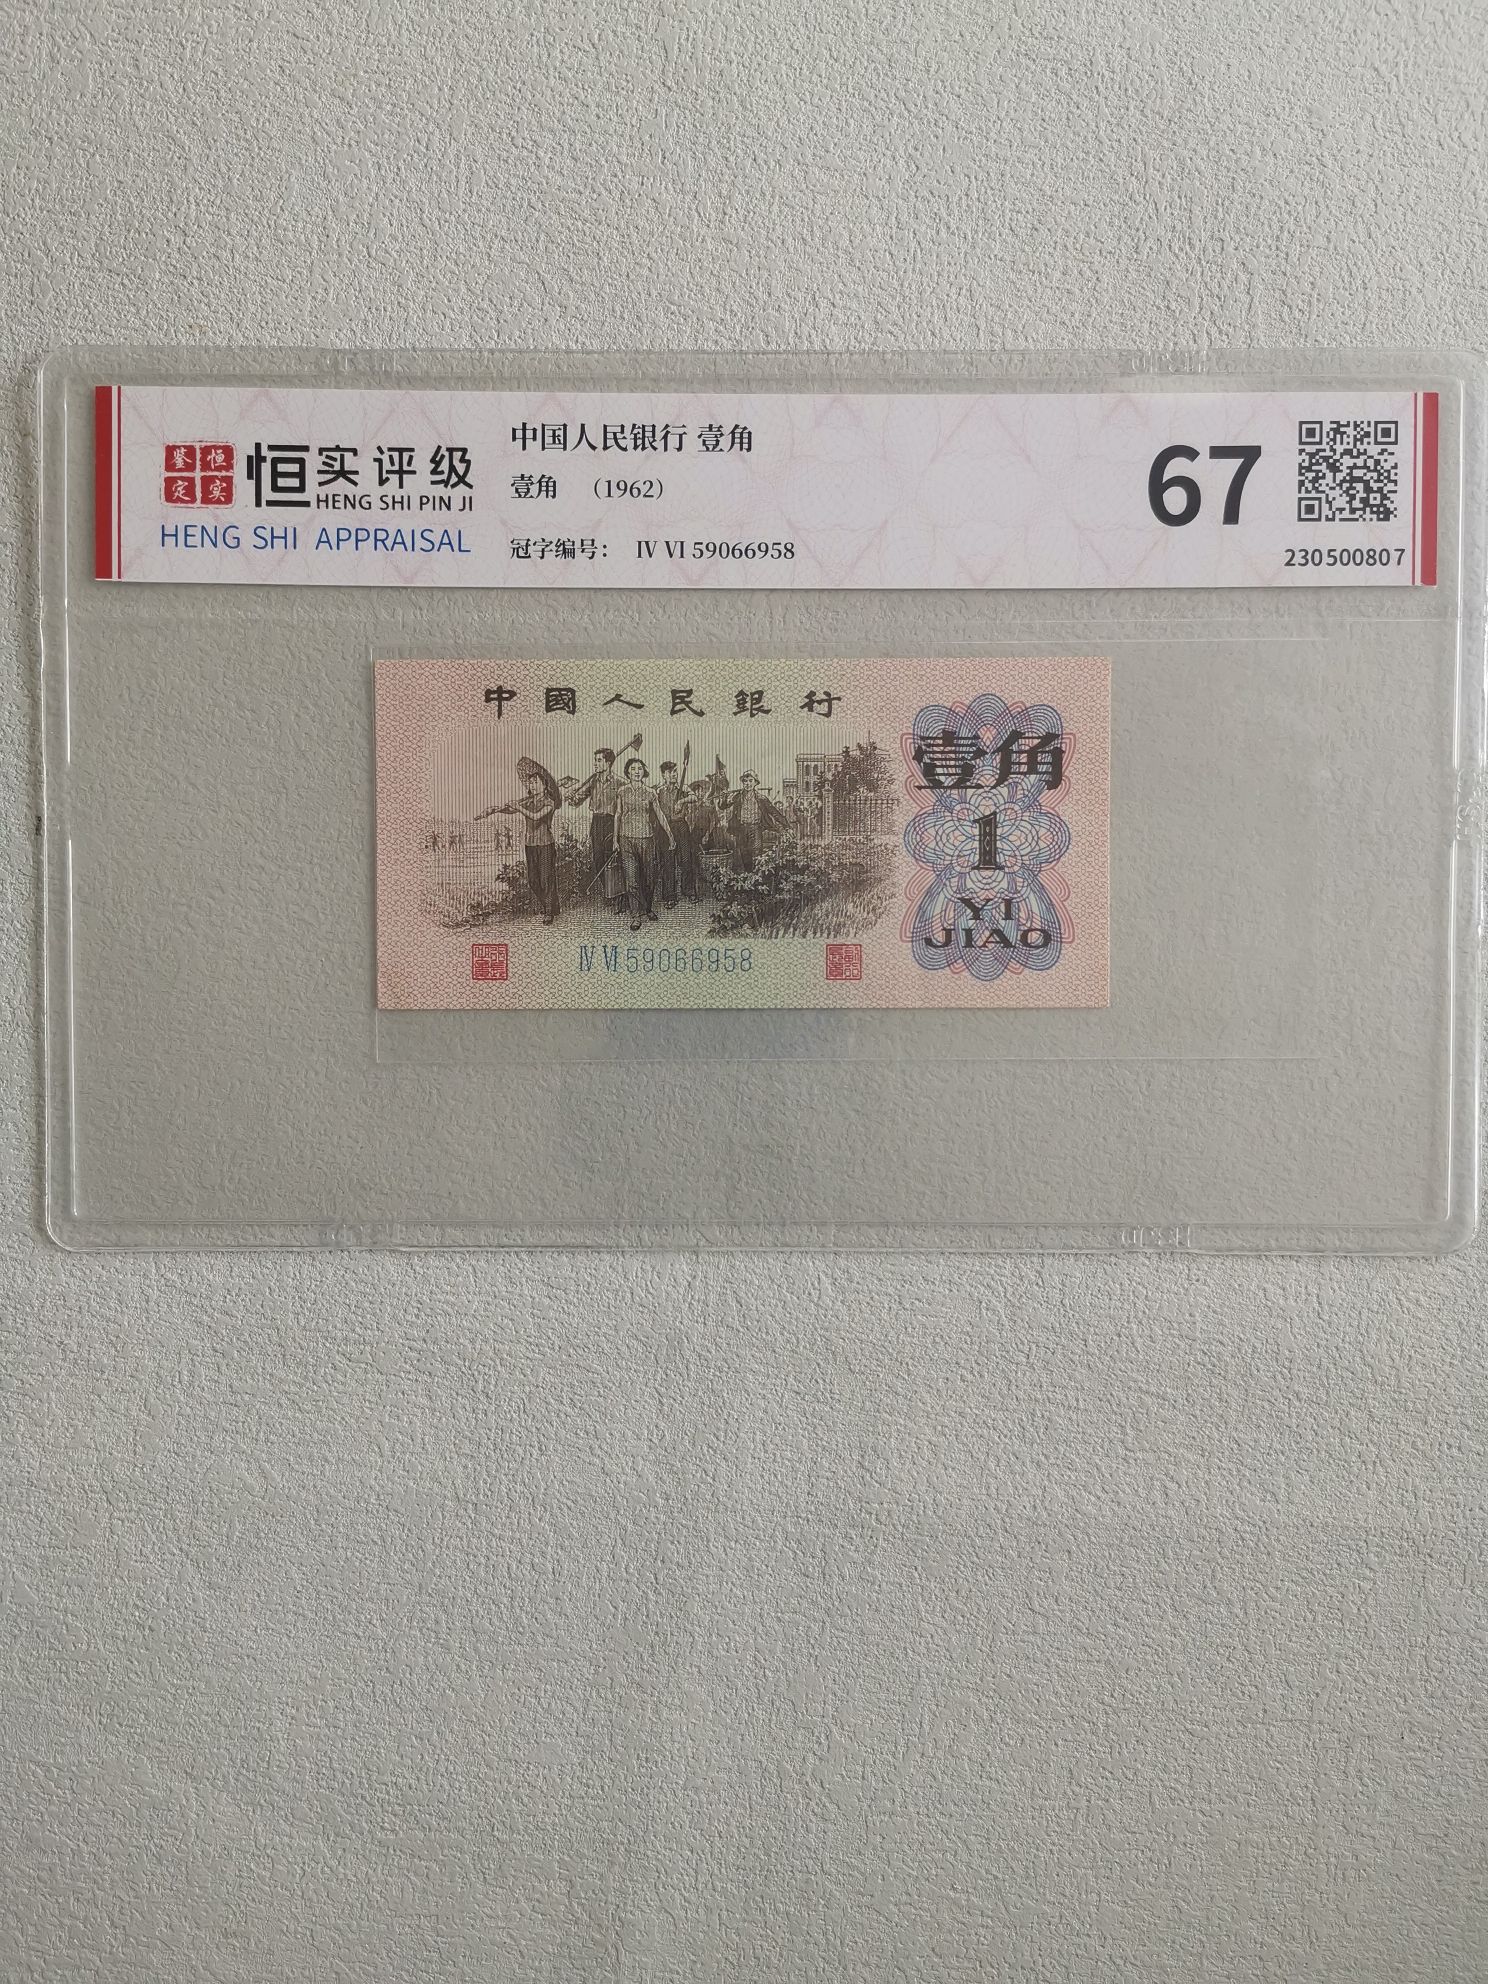 鉴 恒
定 实
恒实评级
HENG SHI PIN JI
HENG SHI APPRAISAL
中国人民银行 壹角
壹角 （1962）
冠字编号： Ⅳ Ⅵ 59066958
67
230500807
中國人民銀行
壹角
1
YI
JIAO
Ⅳ Ⅵ 59066958